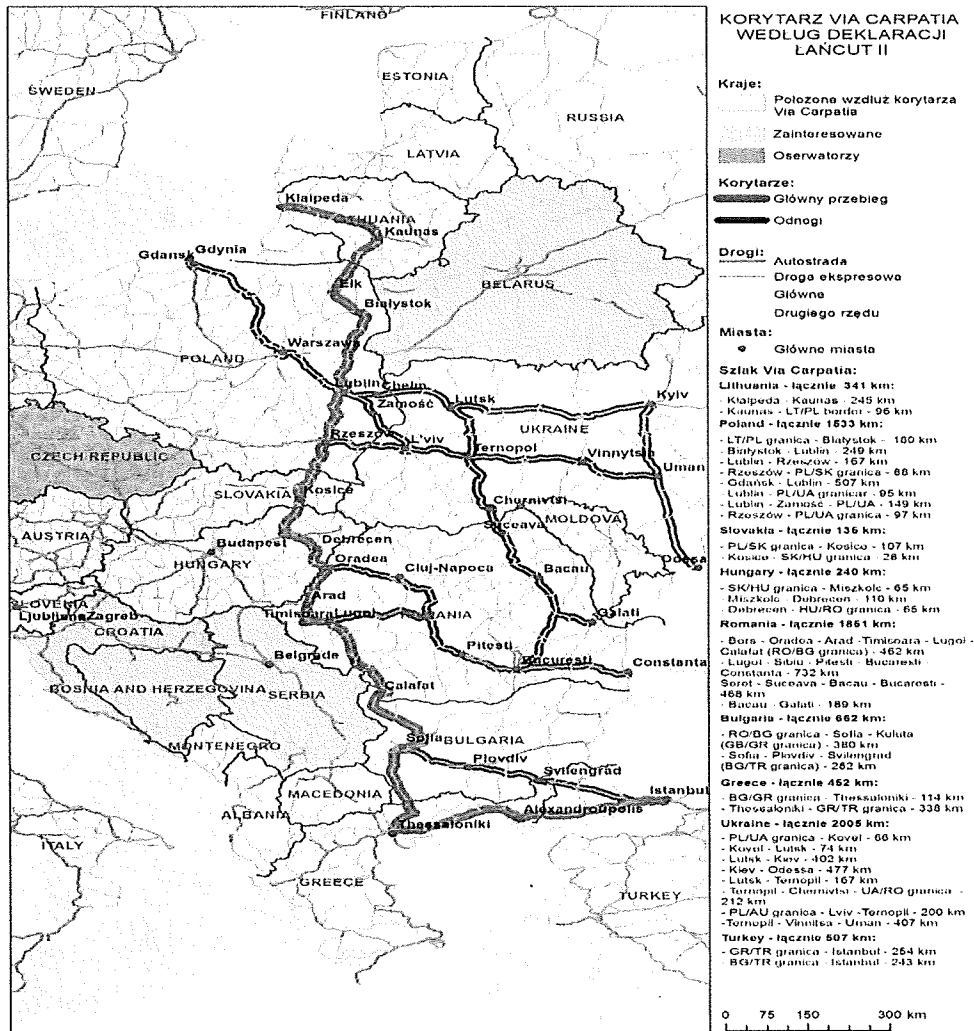 FINLAND
SWEDEN
ESTONIA
RUSSIA
LATVIA
Klaipeda
Kaunas
Gdansk Gdynia
Ełk
BELARUS
Białystok
Warszawa
POLAND
Lublin
Chełm
Zamość
Lutsk
Kyiv
UKRAINE
Rzeszów
L'viv
Ternopol
Vinnytsia
Uman
CZECH REPUBLIC
SLOVAKIA
Kosice
Chernivtsi
MOLDOVA
Suceava
AUSTRIA
Budapest
Debrecen
Odessa
HUNGARY
Oradea
Cluj-Napoca
Bacau
Arad
Timisoara Lugoj
Galati
Ljubljana Zagreb
CROATIA
Pitesti
Bucuresti
Constanta
Belgrade
BOSNIA AND HERZEGOVINA
SERBIA
Calafat
MONTENEGRO
Sofia
BULGARIA
Plovdiv
Svilengrad
Istanbul
MACEDONIA
ALBANIA
Alexandroupolis
Thessaloniki
ITALY
GREECE
TURKEY
KORYTARZ VIA CARPATIA
WEDŁUG DEKLARACJI
ŁAŃCUT II
Kraje:
Położone wzdłuż korytarza
Via Carpatia
Zainteresowane
Oserwatorzy
Korytarze:
Główny przebieg
Odnogi
Drogi:
Autostrada
Droga ekspresowa
Główne
Drugiego rzędu
Miasta:
Główne miasta
Szlak Via Carpatia:
Lithuania - łącznie 341 km:
- Klaipeda - Kaunas - 245 km
- Kaunas - LT/PL border - 96 km
Poland - łącznie 1533 km:
- LT/PL granica - Białystok - 180 km
- Białystok - Lublin - 249 km
- Lublin - Rzeszów - 167 km
- Rzeszów - PL/SK granica - 88 km
- Gdańsk - Lublin - 507 km
- Lublin - PL/UA granicar - 95 km
- Lublin - Zamość - PL/UA - 149 km
- Rzeszów - PL/UA granica - 97 km
Slovakia - łącznie 135 km:
- PL/SK granica - Kosice - 107 km
- Kosice - SK/HU granica - 28 km
Hungary - łącznie 240 km:
- SK/HU granica - Miszkolc - 65 km
- Miszkolc - Debrecen - 110 km
- Debrecen - HU/RO granica - 65 km
Romania - łącznie 1851 km:
- Bors - Oradea - Arad -Timisoara - Lugoj -
Calafat (RO/BG granica) - 462 km
- Lugoj - Sibiu - Pitesti - Bucaresti -
Constanta - 732 km
Seret - Suceava - Bacau - Bucaresti -
468 km
- Bacau - Galati - 189 km
Bulgaria - łącznie 662 km:
- RO/BG granica - Sofia - Kuluta
(GB/GR granica) - 380 km
- Sofia - Plovdiv - Svilengrad
(BG/TR granica) - 282 km
Greece - łącznie 452 km:
- BG/GR granica - Thessaloniki - 114 km
- Thessaloniki - GR/TR granica - 338 km
Ukraine - łącznie 2005 km:
- PL/UA granica - Kovel - 66 km
- Kovel - Lutsk - 74 km
- Lutsk - Kiev - 402 km
- Kiev - Odessa - 477 km
- Lutsk - Ternopil - 167 km
- Ternopil - Chernivtsi - UA/RO granica -
212 km
- PL/AU granica - Lviv -Ternopil - 200 km
-Ternopil - Vinnitsa - Uman - 407 km
Turkey - łącznie 507 km:
- GR/TR granica - Istanbul - 264 km
- BG/TR granica - Istanbul - 243 km
0 75 150 300 km